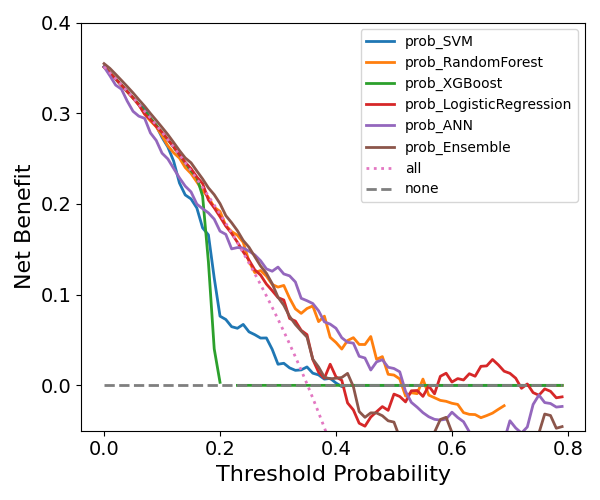 prob_SVM
prob_RandomForest
prob_XGBoost
prob_LogisticRegression
prob_ANN
prob_Ensemble
all
none
Net Benefit
0.4
0.3
0.2
0.1
0.0
0.0 0.2 0.4 0.6 0.8
Threshold Probability